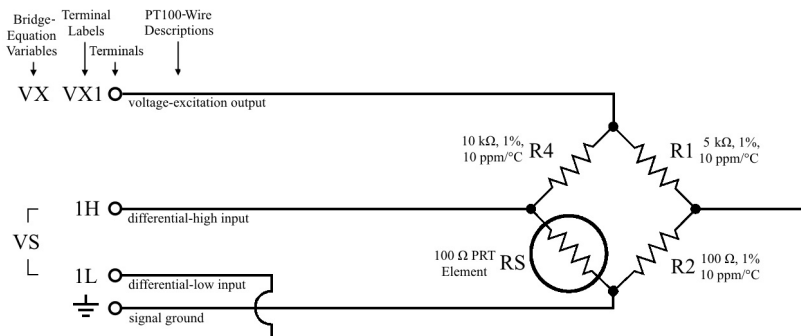 Bridge-
Equation
Variables
Terminal
Labels
Terminals
PT100-Wire
Descriptions
VX
VX1
voltage-excitation output
10 kΩ, 1%,
10 ppm/°C
R4
R1
5 kΩ, 1%,
10 ppm/°C
VS
1H
differential-high input
100 Ω PRT
Element
RS
R2
100 Ω, 1%
10 ppm/°C
1L
differential-low input
signal ground